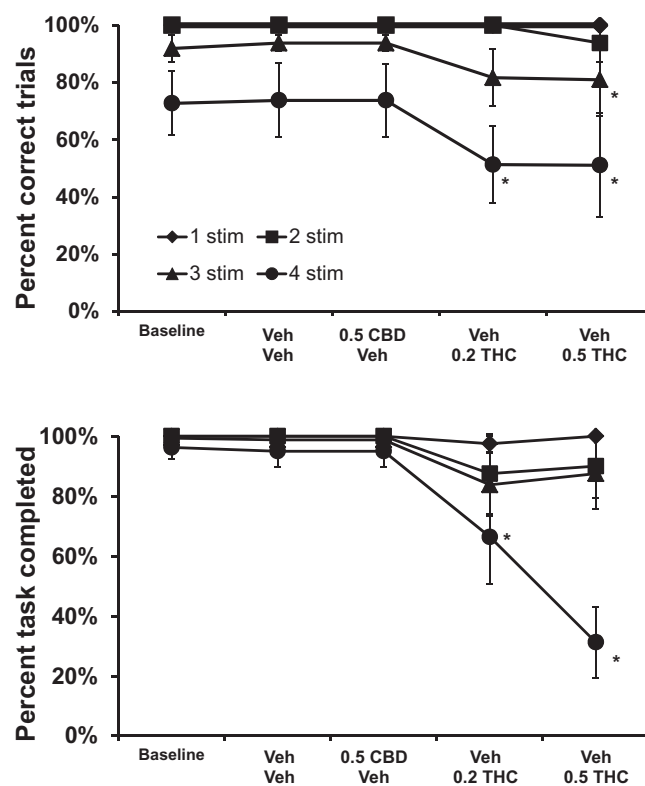 Percent correct trials
100%
80%
60%
40%
20%
0%
1 stim 2 stim
3 stim 4 stim
*
*
*
Baseline Veh 0.5 CBD Veh Veh
Veh Veh 0.2 THC 0.5 THC
Percent task completed
100%
80%
60%
40%
20%
0%
*
*
Baseline Veh 0.5 CBD Veh Veh
Veh Veh 0.2 THC 0.5 THC